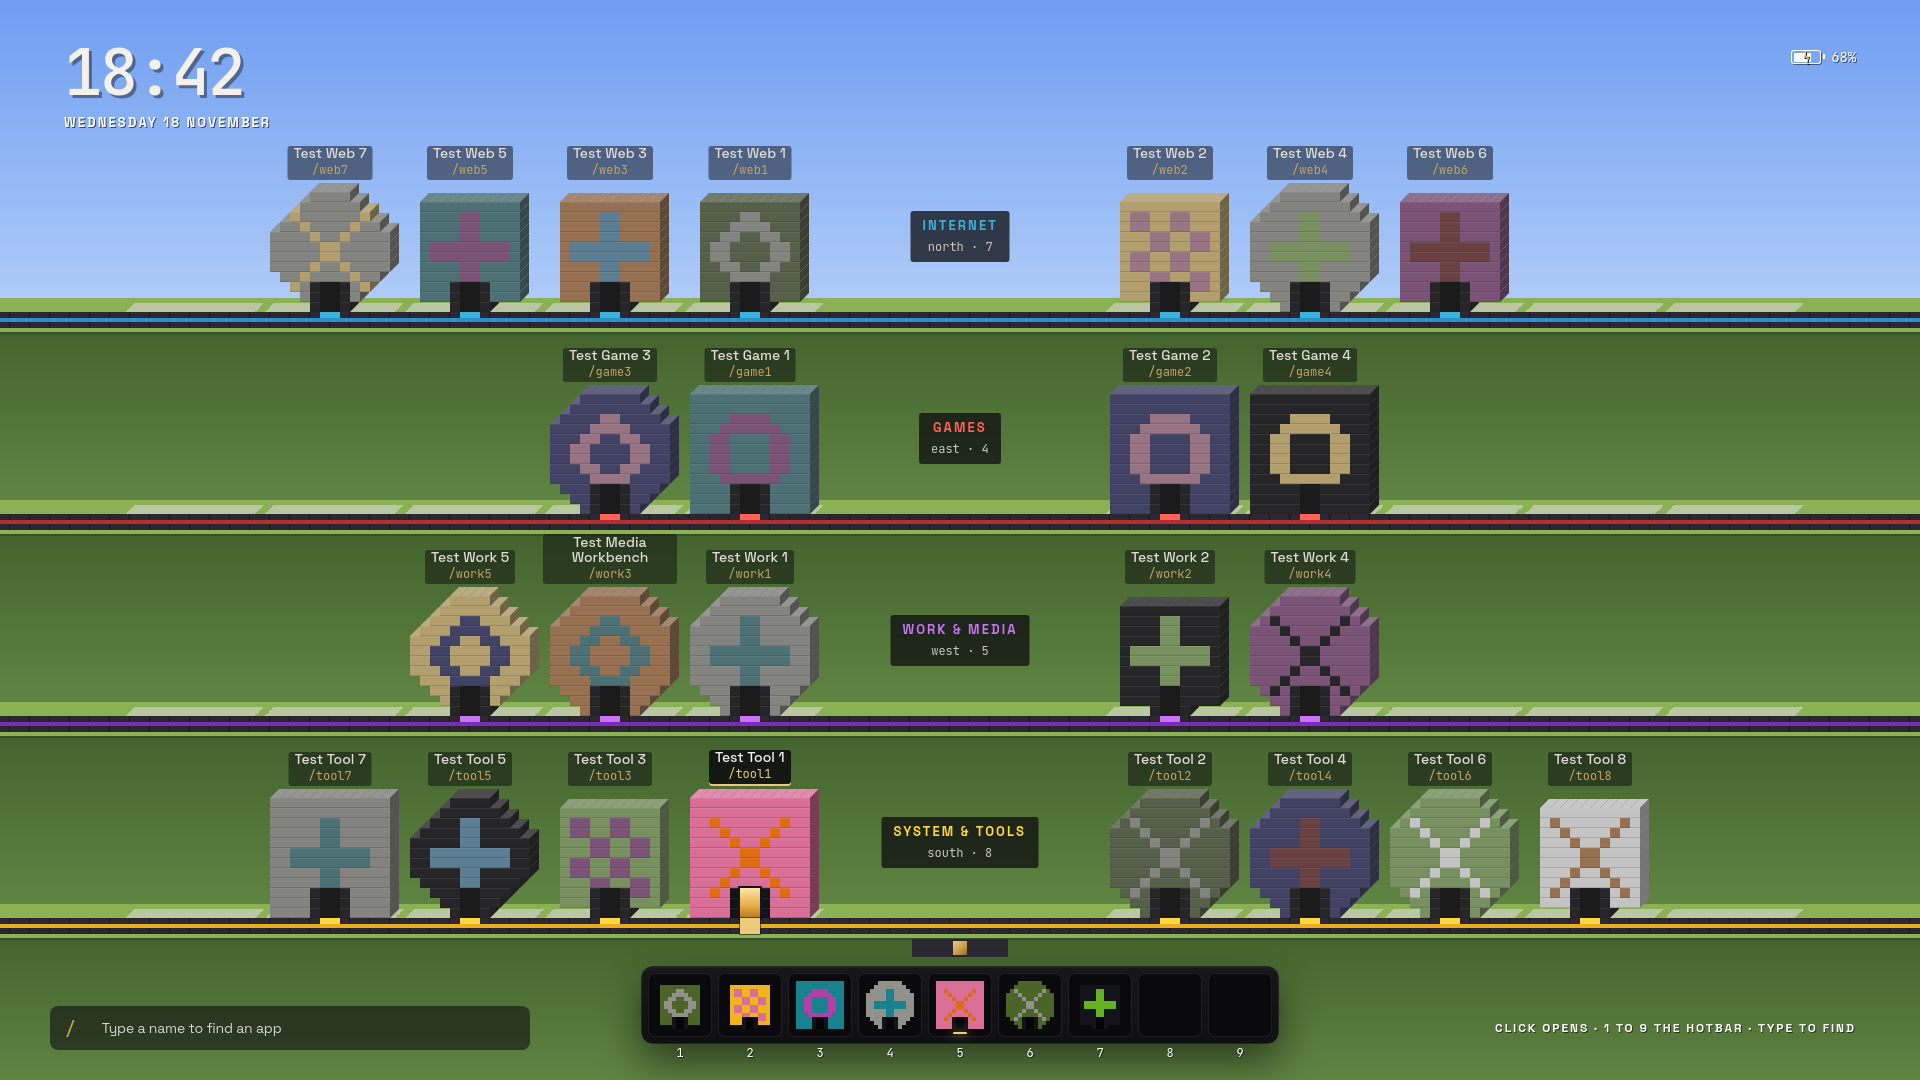 18:42
WEDNESDAY 18 NOVEMBER
68%
Test Web 7
/web7
Test Web 5
/web5
Test Web 3
/web3
Test Web 1
/web1
INTERNET
north · 7
Test Web 2
/web2
Test Web 4
/web4
Test Web 6
/web6
Test Game 3
/game3
Test Game 1
/game1
GAMES
east · 4
Test Game 2
/game2
Test Game 4
/game4
Test Work 5
/work5
Test Media
Workbench
/work3
Test Work 1
/work1
WORK & MEDIA
west · 5
Test Work 2
/work2
Test Work 4
/work4
Test Tool 7
/tool7
Test Tool 5
/tool5
Test Tool 3
/tool3
Test Tool 1
/tool1
SYSTEM & TOOLS
south · 8
Test Tool 2
/tool2
Test Tool 4
/tool4
Test Tool 6
/tool6
Test Tool 8
/tool8
/ Type a name to find an app
1 2 3 4 5 6 7 8 9
CLICK OPENS · 1 TO 9 THE HOTBAR · TYPE TO FIND